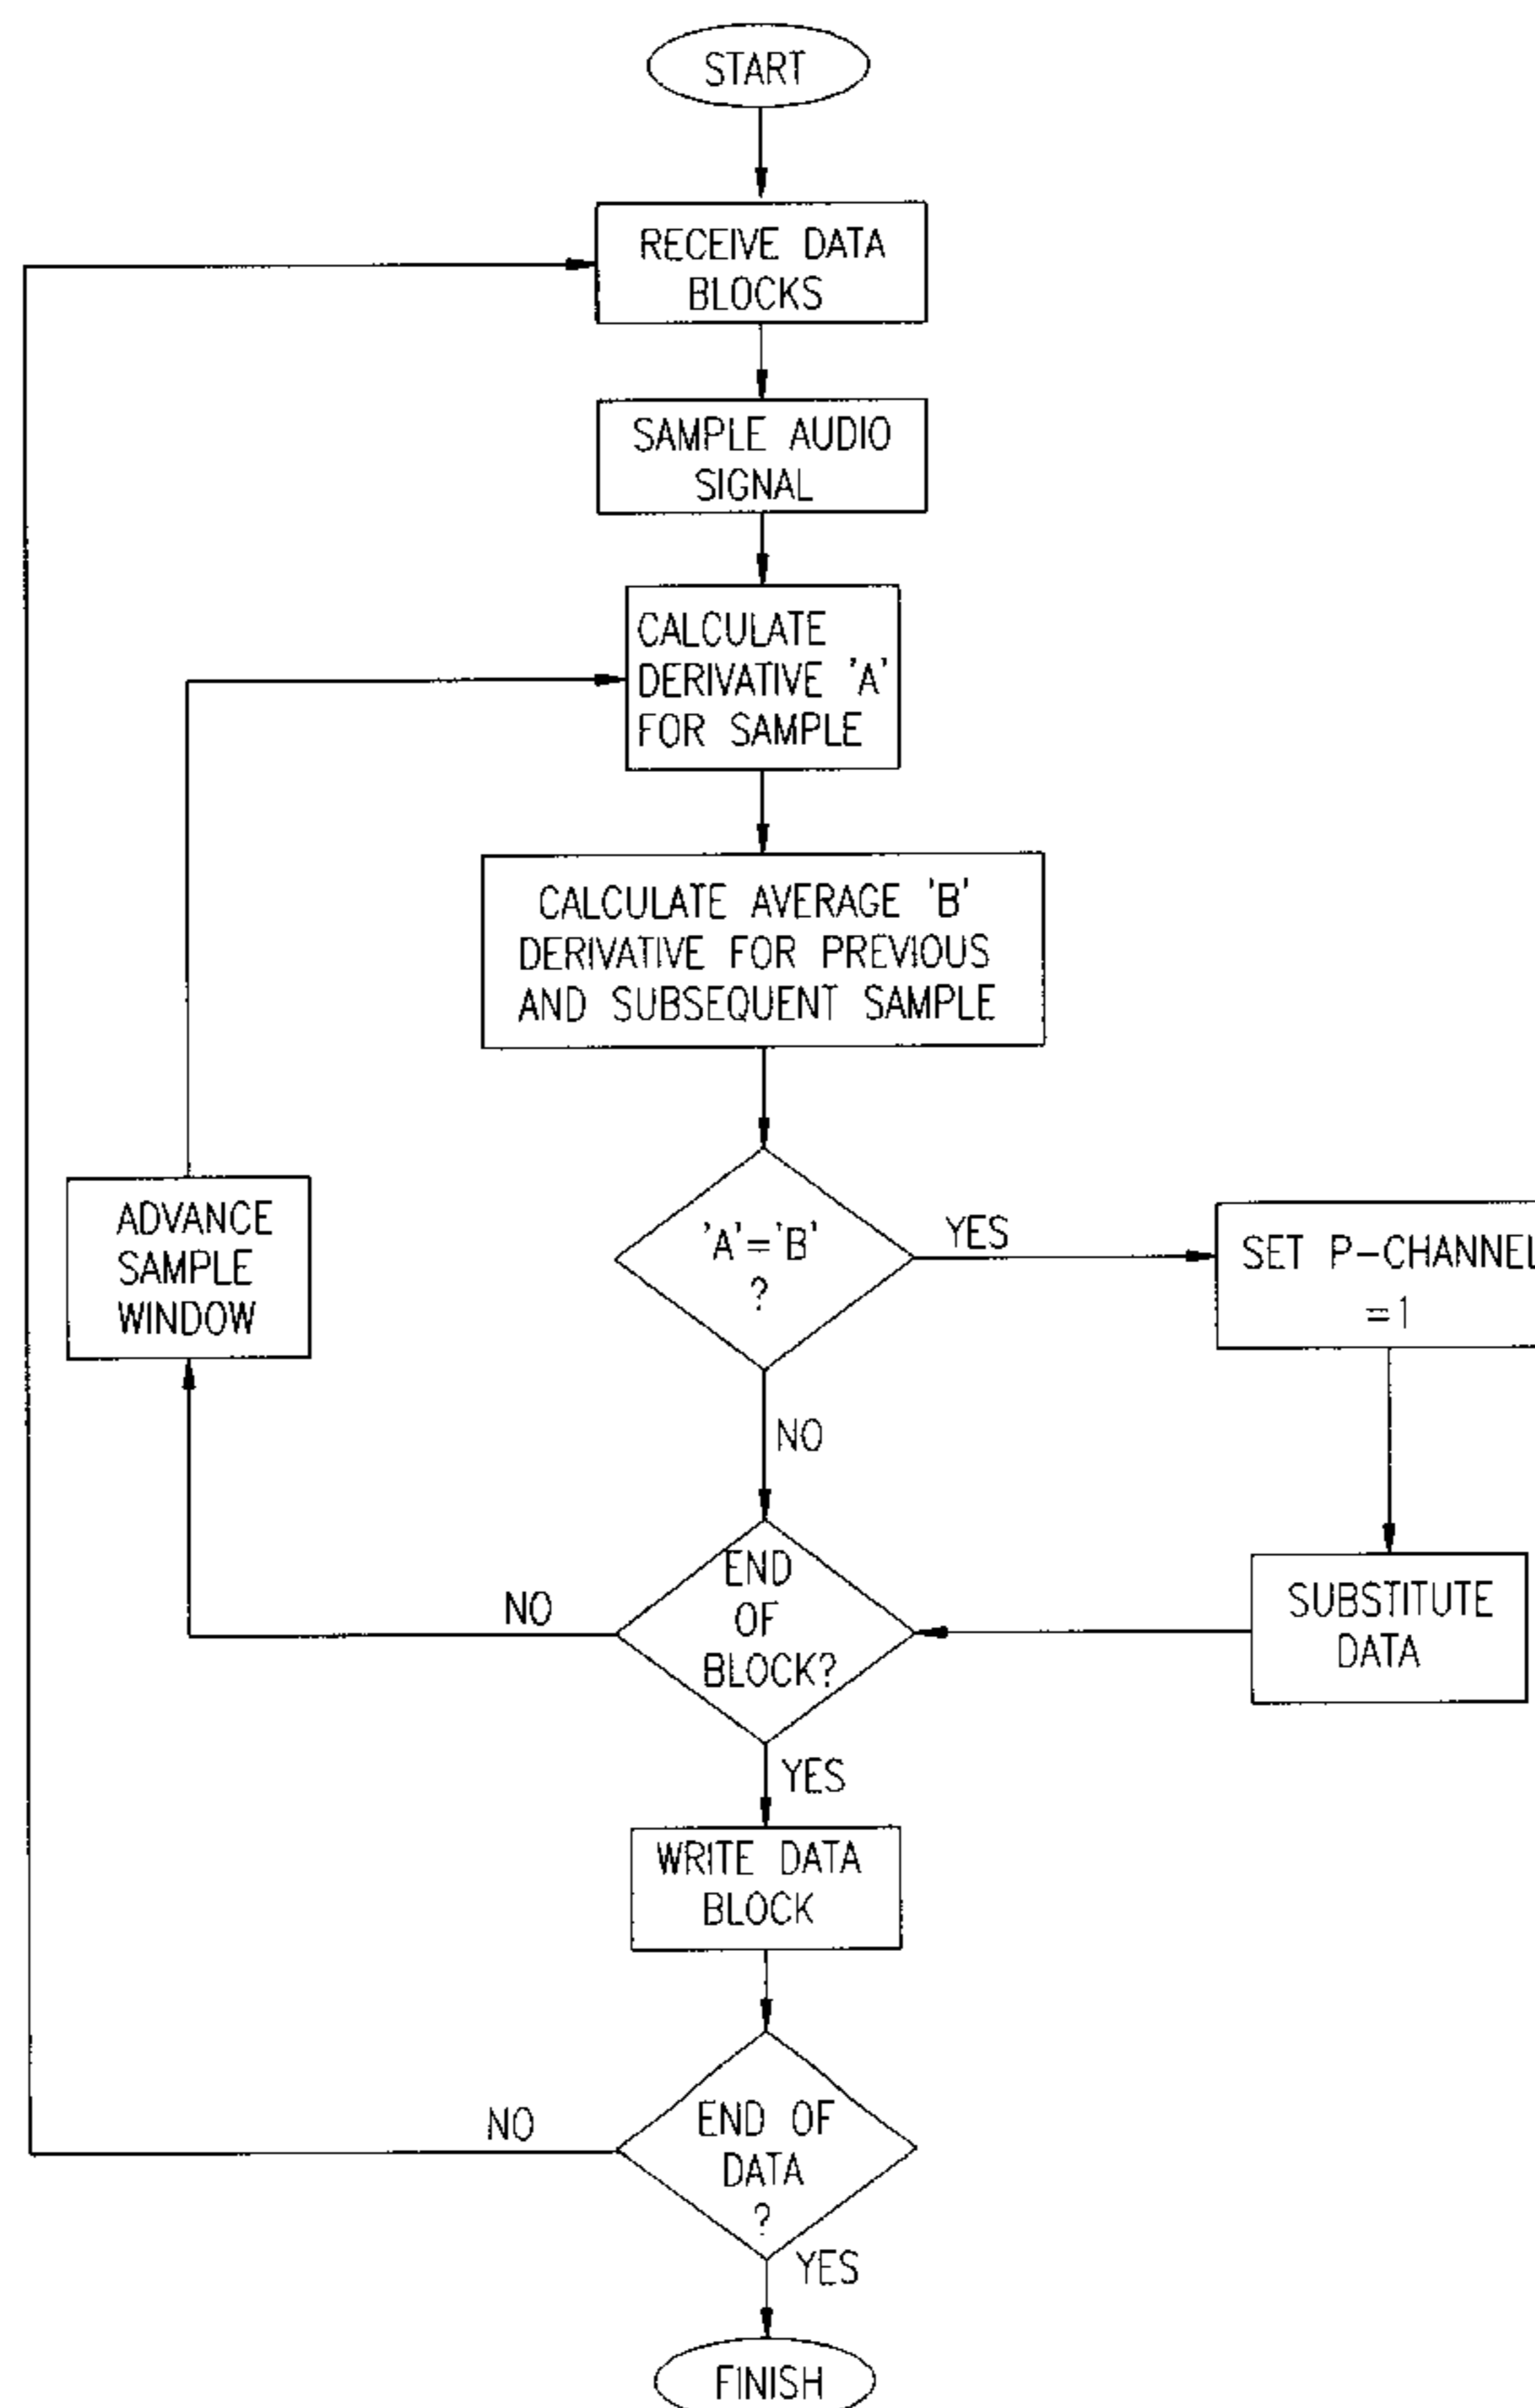 START
RECEIVE DATA
BLOCKS
SAMPLE AUDIO
SIGNAL
CALCULATE
DERIVATIVE 'A'
FOR SAMPLE
CALCULATE AVERAGE 'B'
DERIVATIVE FOR PREVIOUS
AND SUBSEQUENT SAMPLE
ADVANCE
SAMPLE
WINDOW
'A'='B'
?
YES
SET P-CHANNEL
=1
NO
END
OF
BLOCK?
NO
SUBSTITUTE
DATA
YES
WRITE DATA
BLOCK
NO
END OF
DATA
?
YES
FINISH